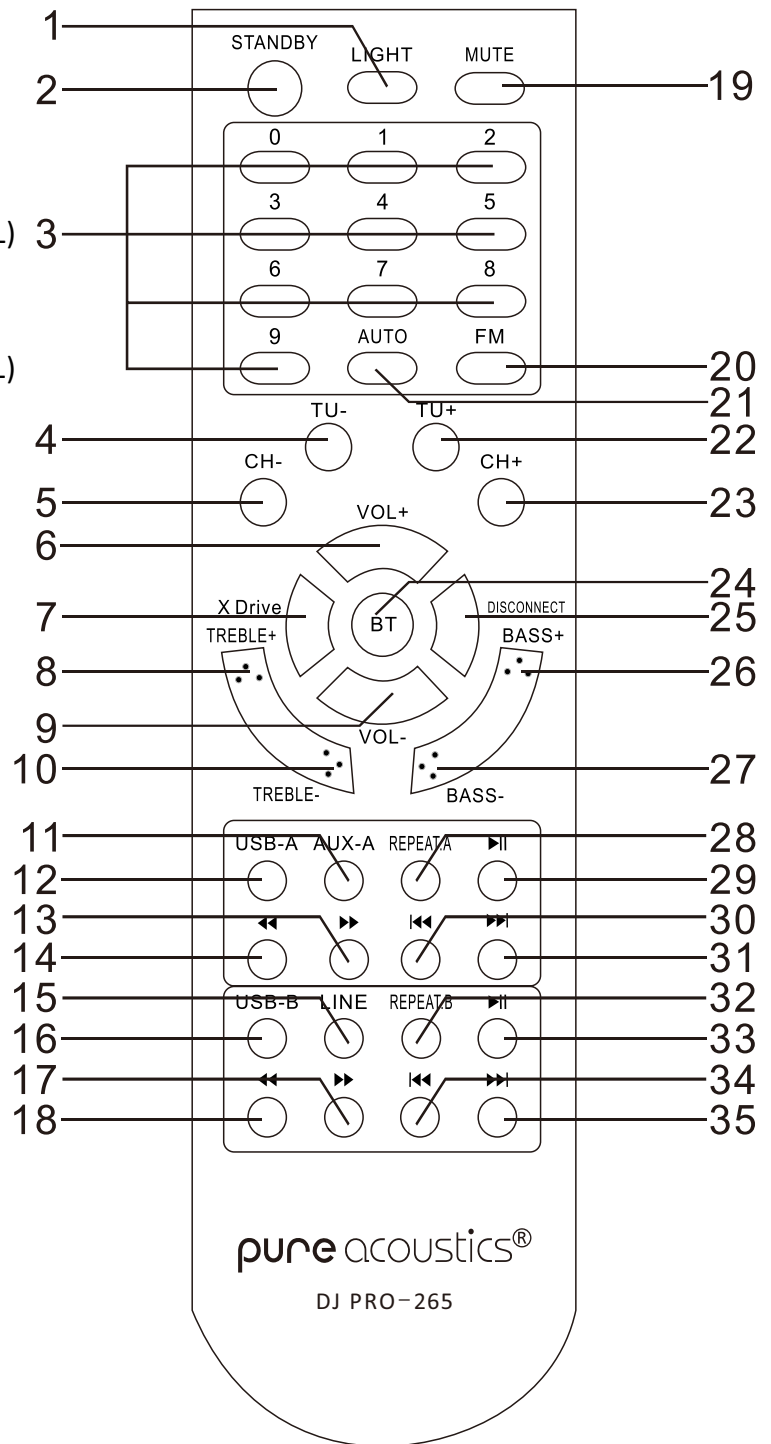 1 STANDBY LIGHT MUTE
2 19
0 1 2
L) 3 3 4 5
6 7 8
L) 9 AUTO FM
20
21
4 TU- TU+ 22
5 CH- CH+ 23
6 VOL+
24
7 X Drive BT DISCONNECT 25
TREBLE+ BASS+
8 26
9 VOL-
10 27
TREBLE- BASS-
11 USB-A AUX-A REPEAT.A ▶II 28
12 29
13 ◀◀ ▶▶ I◀◀ ▶▶I 30
14 31
15 USB-B LINE REPEAT.B ▶II 32
16 33
17 ◀◀ ▶▶ I◀◀ ▶▶I 34
18 35
pure acoustics®
DJ PRO-265